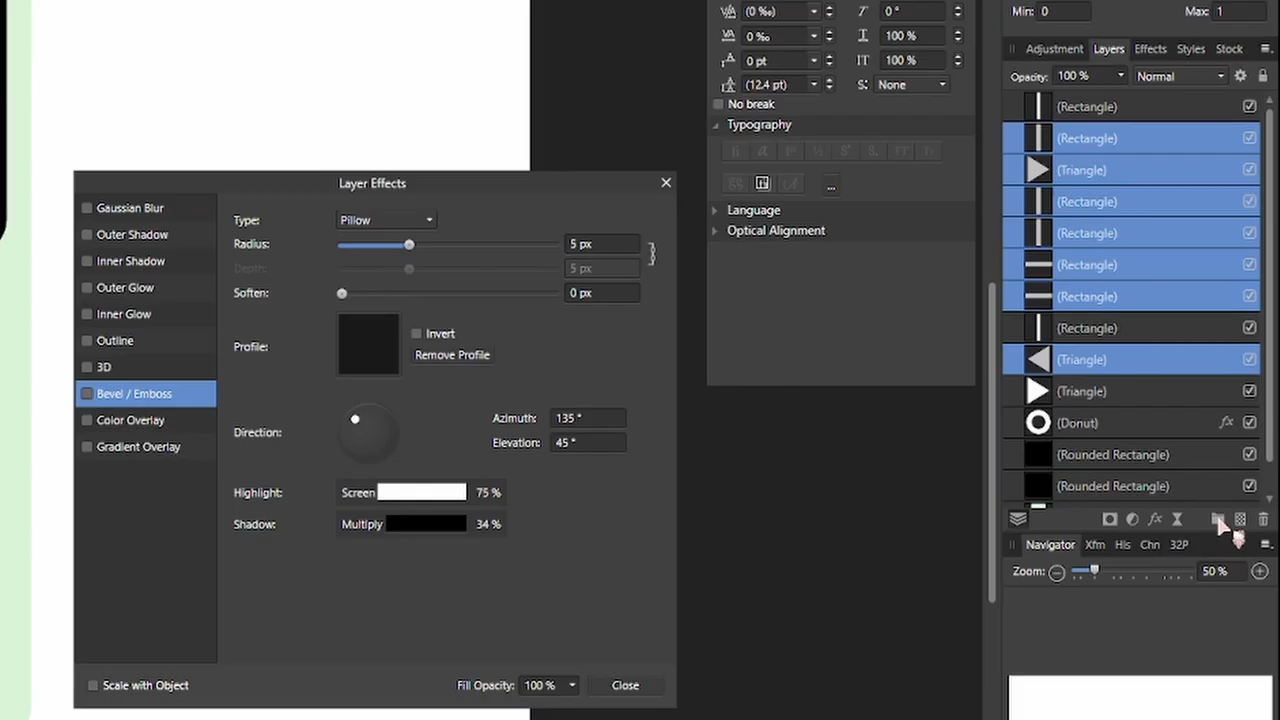 (0 ‰) 0 °
0 ‰ 100 %
0 pt 100 %
(12.4 pt) S: None
No break
Typography
...
Language
Optical Alignment
Min: 0 Max: 1
Adjustment Layers Effects Styles Stock
Opacity: 100 % Normal
(Rectangle)
(Rectangle)
(Triangle)
(Rectangle)
(Rectangle)
(Rectangle)
(Rectangle)
(Rectangle)
(Triangle)
(Triangle)
(Donut) fx
(Rounded Rectangle)
(Rounded Rectangle)
fx
Navigator Xfm His Chn 32P
Zoom: 50 %
Layer Effects
Gaussian Blur
Outer Shadow
Inner Shadow
Outer Glow
Inner Glow
Outline
3D
Bevel / Emboss
Color Overlay
Gradient Overlay
Type: Pillow
Radius: 5 px
Depth: 5 px
Soften: 0 px
Profile: Invert
Remove Profile
Direction: Azimuth: 135 °
Elevation: 45 °
Highlight: Screen 75 %
Shadow: Multiply 34 %
Scale with Object Fill Opacity: 100 % Close